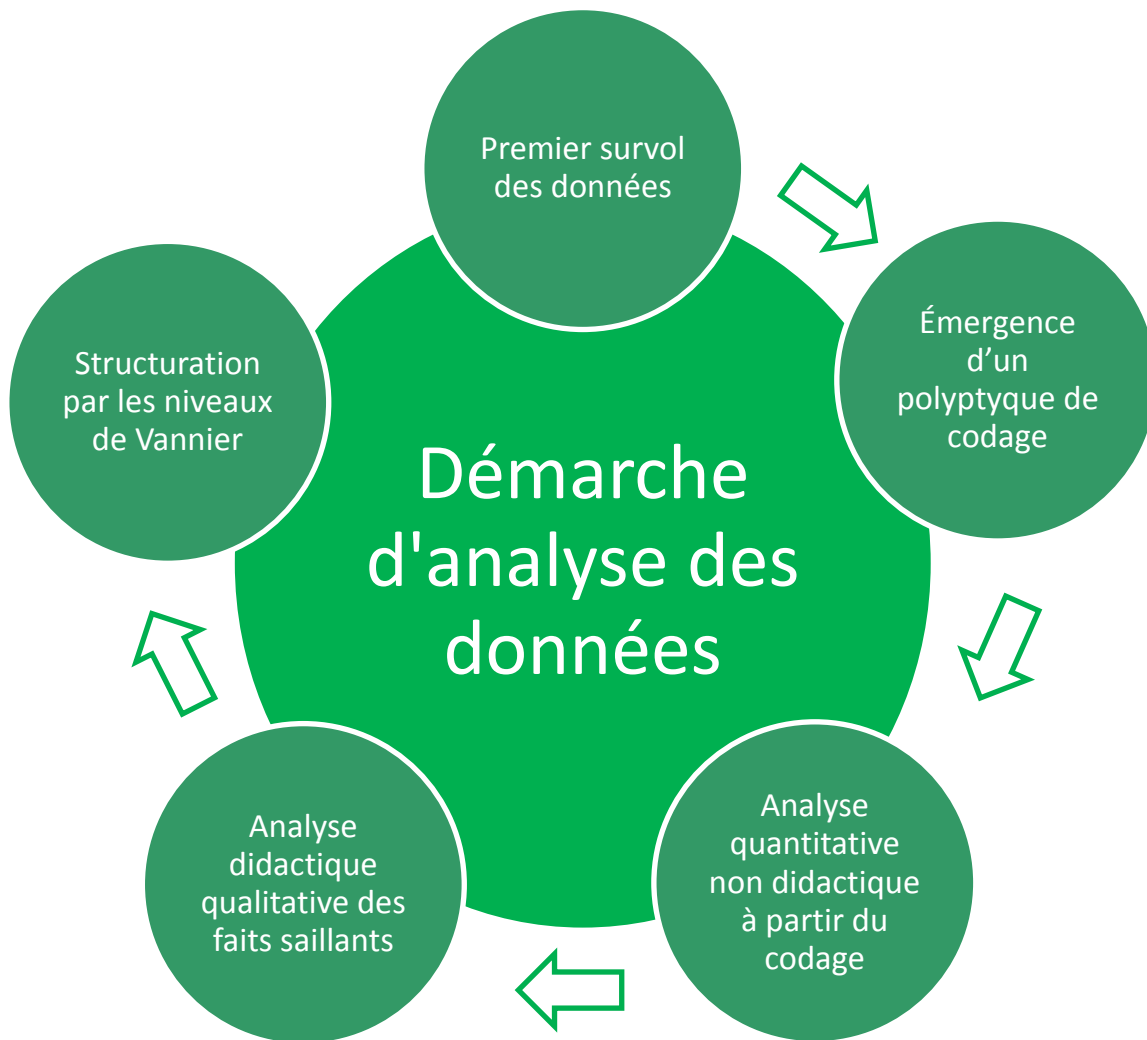 Premier survol
des données
Émergence
d’un
polyptyque de
codage
Analyse
quantitative
non didactique
à partir du
codage
Analyse
didactique
qualitative des
faits saillants
Structuration
par les niveaux
de Vannier
Démarche
d'analyse des
données